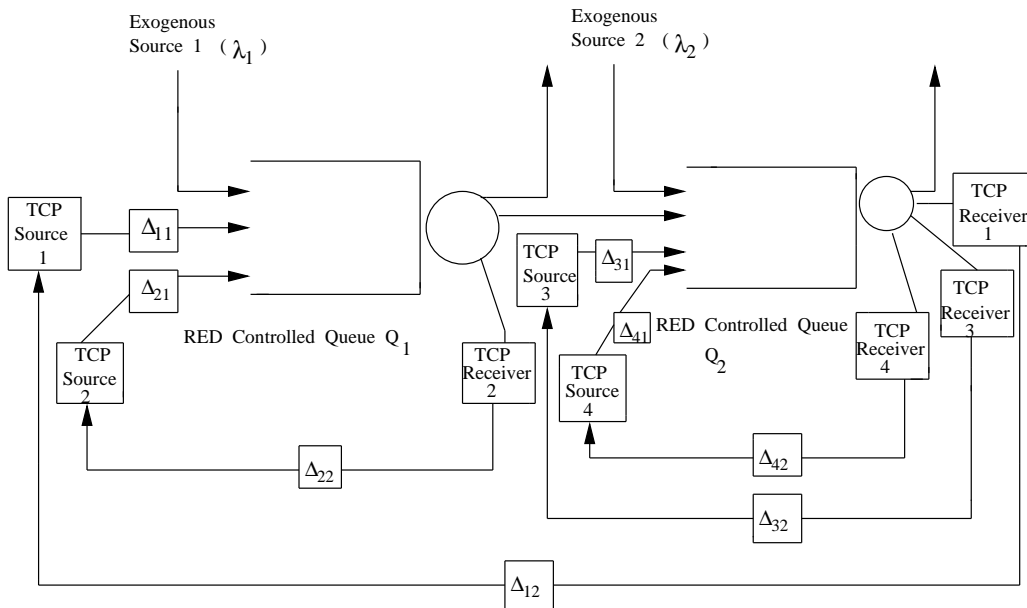 Exogenous
Source 1 (λ1)
Exogenous
Source 2 (λ2)
TCP
Source
1
Δ11
Δ21
TCP
Source
2
RED Controlled Queue Q1
TCP
Receiver
2
Δ22
TCP
Source
3
Δ31
Δ41
RED Controlled Queue
Q2
TCP
Source
4
TCP
Receiver
1
TCP
Receiver
3
TCP
Receiver
4
Δ42
Δ32
Δ12